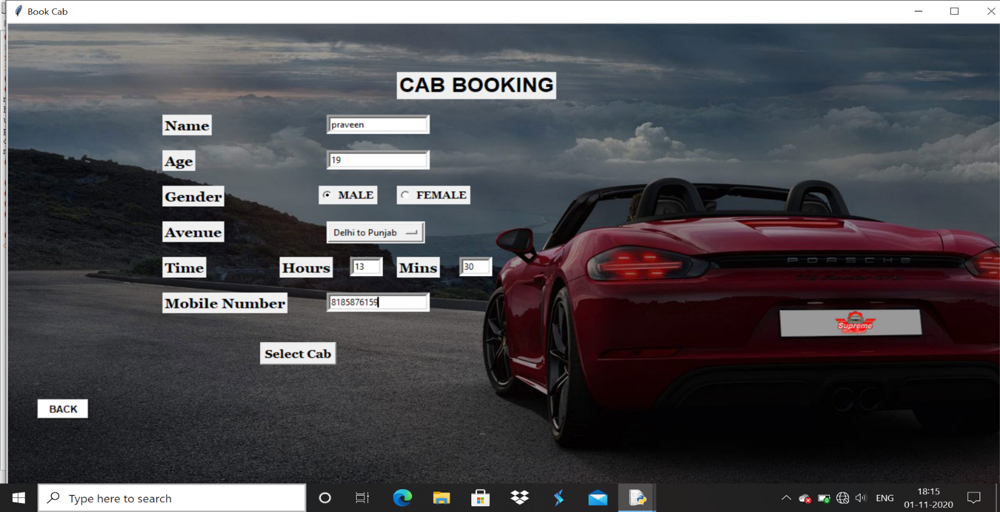 Book Cab
CAB BOOKING
Name praveen
Age 19
Gender MALE FEMALE
Avenue Delhi to Punjab
Time Hours 13 Mins 30
Mobile Number 8185876159
PORSCHE
Supreme
Select Cab
BACK
Type here to search
ENG
18:15
01-11-2020